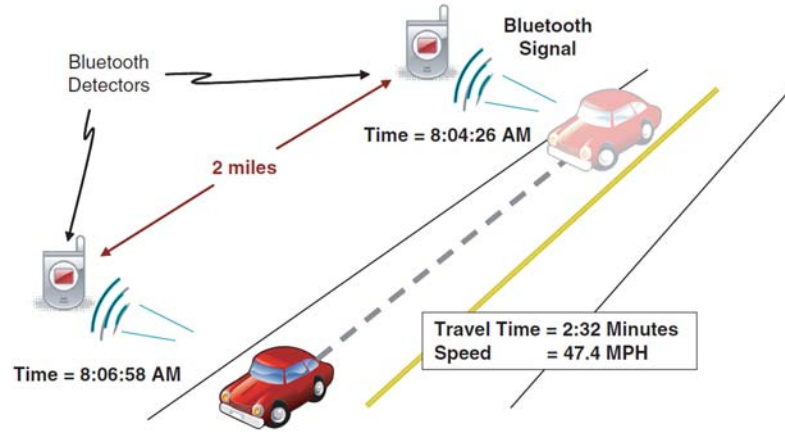 Bluetooth
Signal
Bluetooth
Detectors
Time = 8:04:26 AM
2 miles
Travel Time = 2:32 Minutes
Speed = 47.4 MPH
Time = 8:06:58 AM